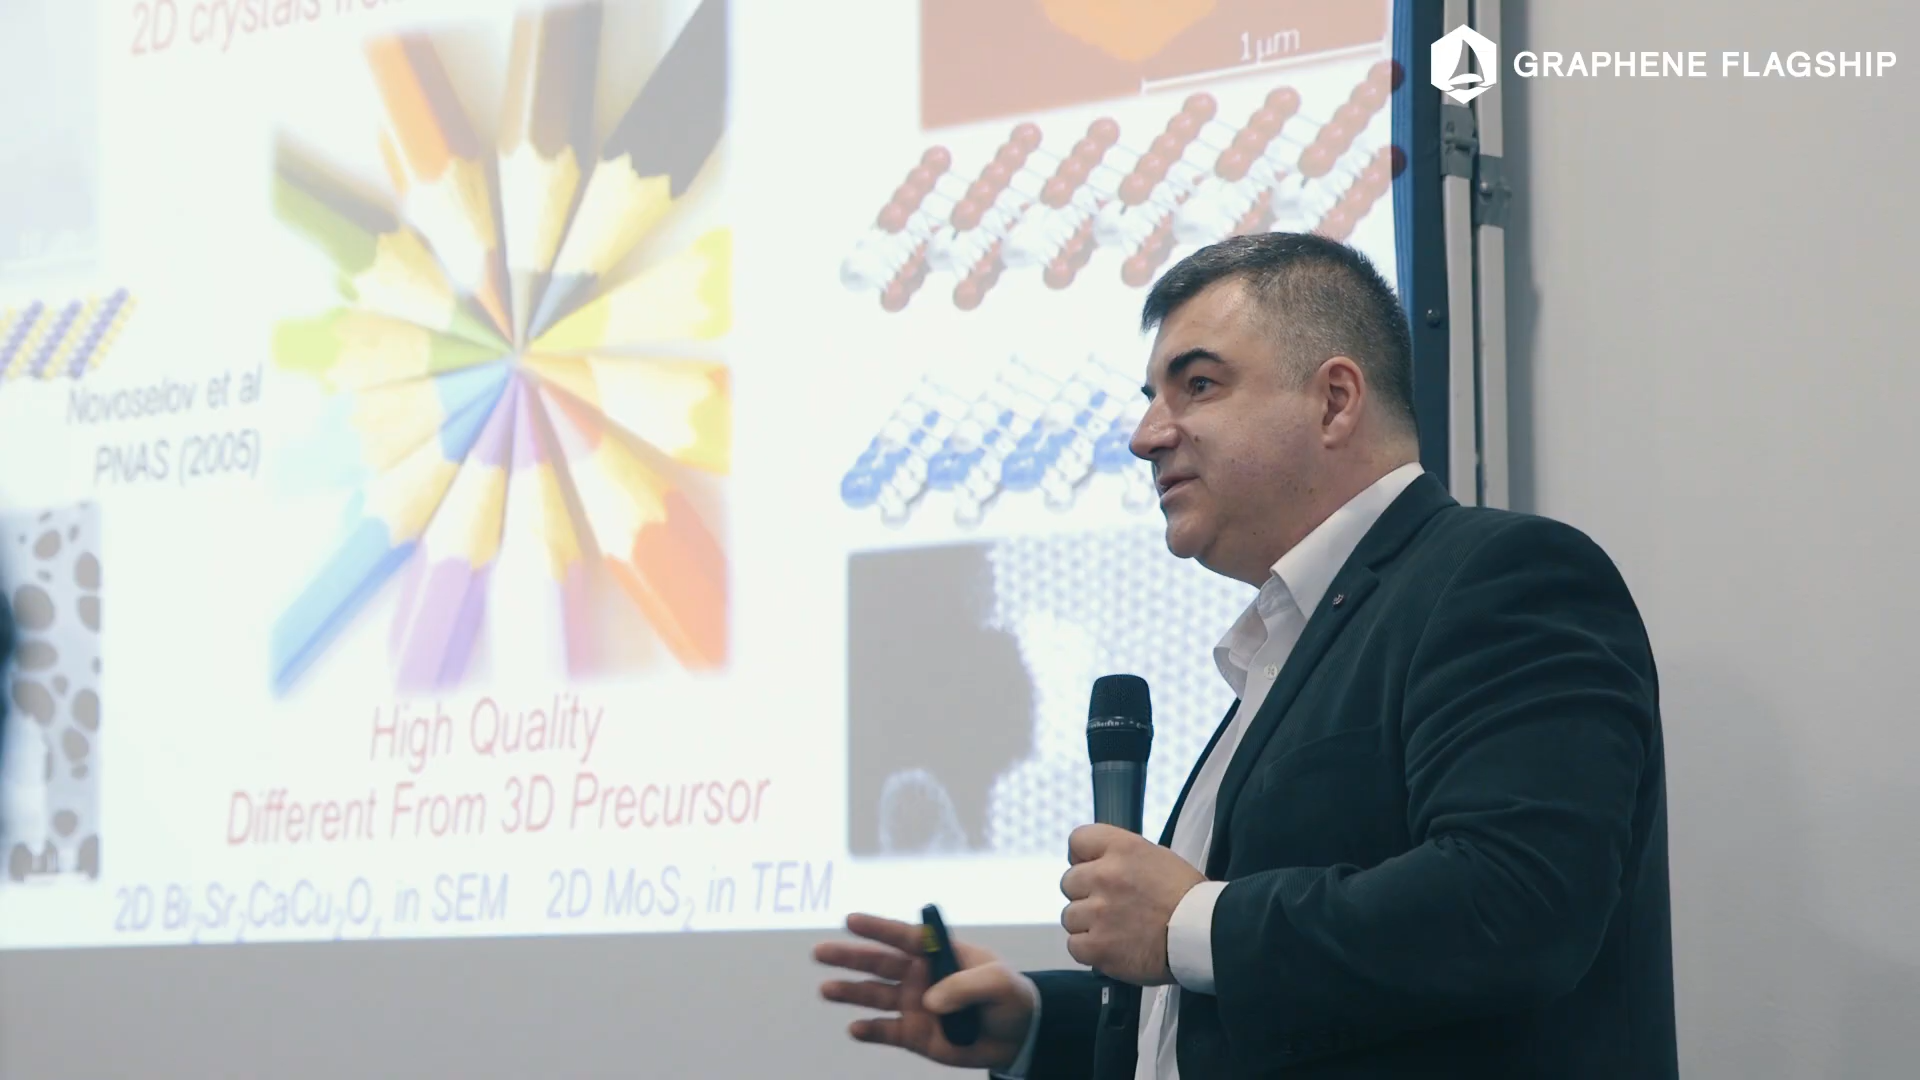 2D crystals from
1μm
GRAPHENE FLAGSHIP
Novoselov et al
PNAS (2005)
High Quality
Different From 3D Precursor
2D Bi₂Sr₂CaCu₂Oₓ in SEM 2D MoS₂ in TEM